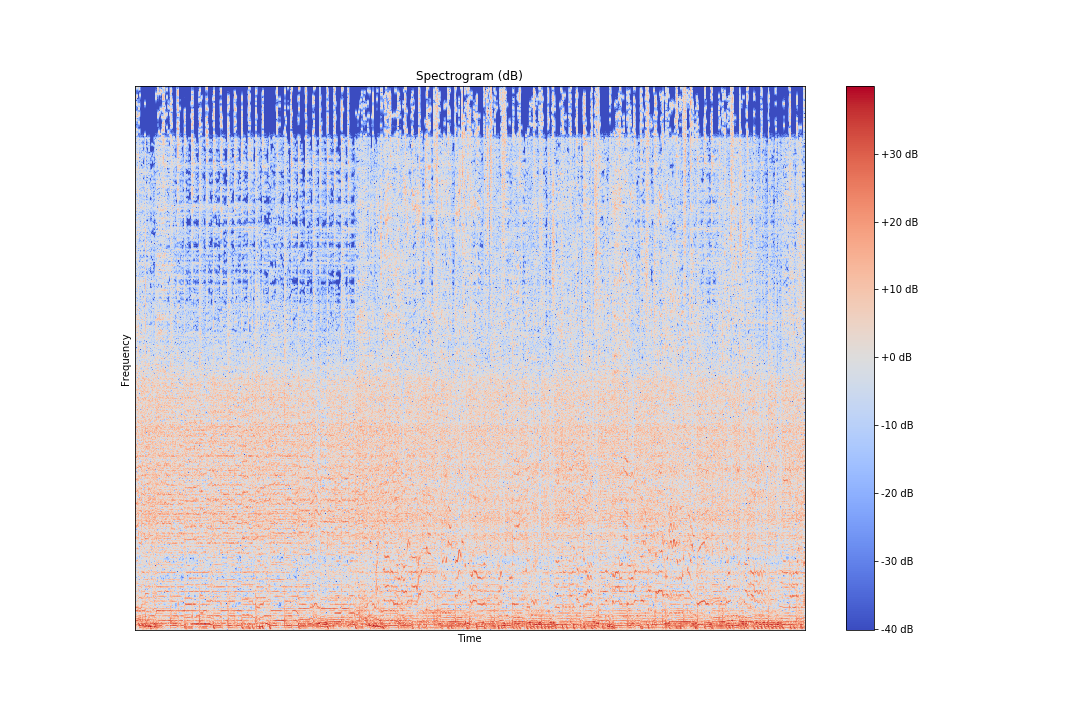 Spectrogram (dB)
Frequency
Time
+30 dB
+20 dB
+10 dB
+0 dB
-10 dB
-20 dB
-30 dB
-40 dB